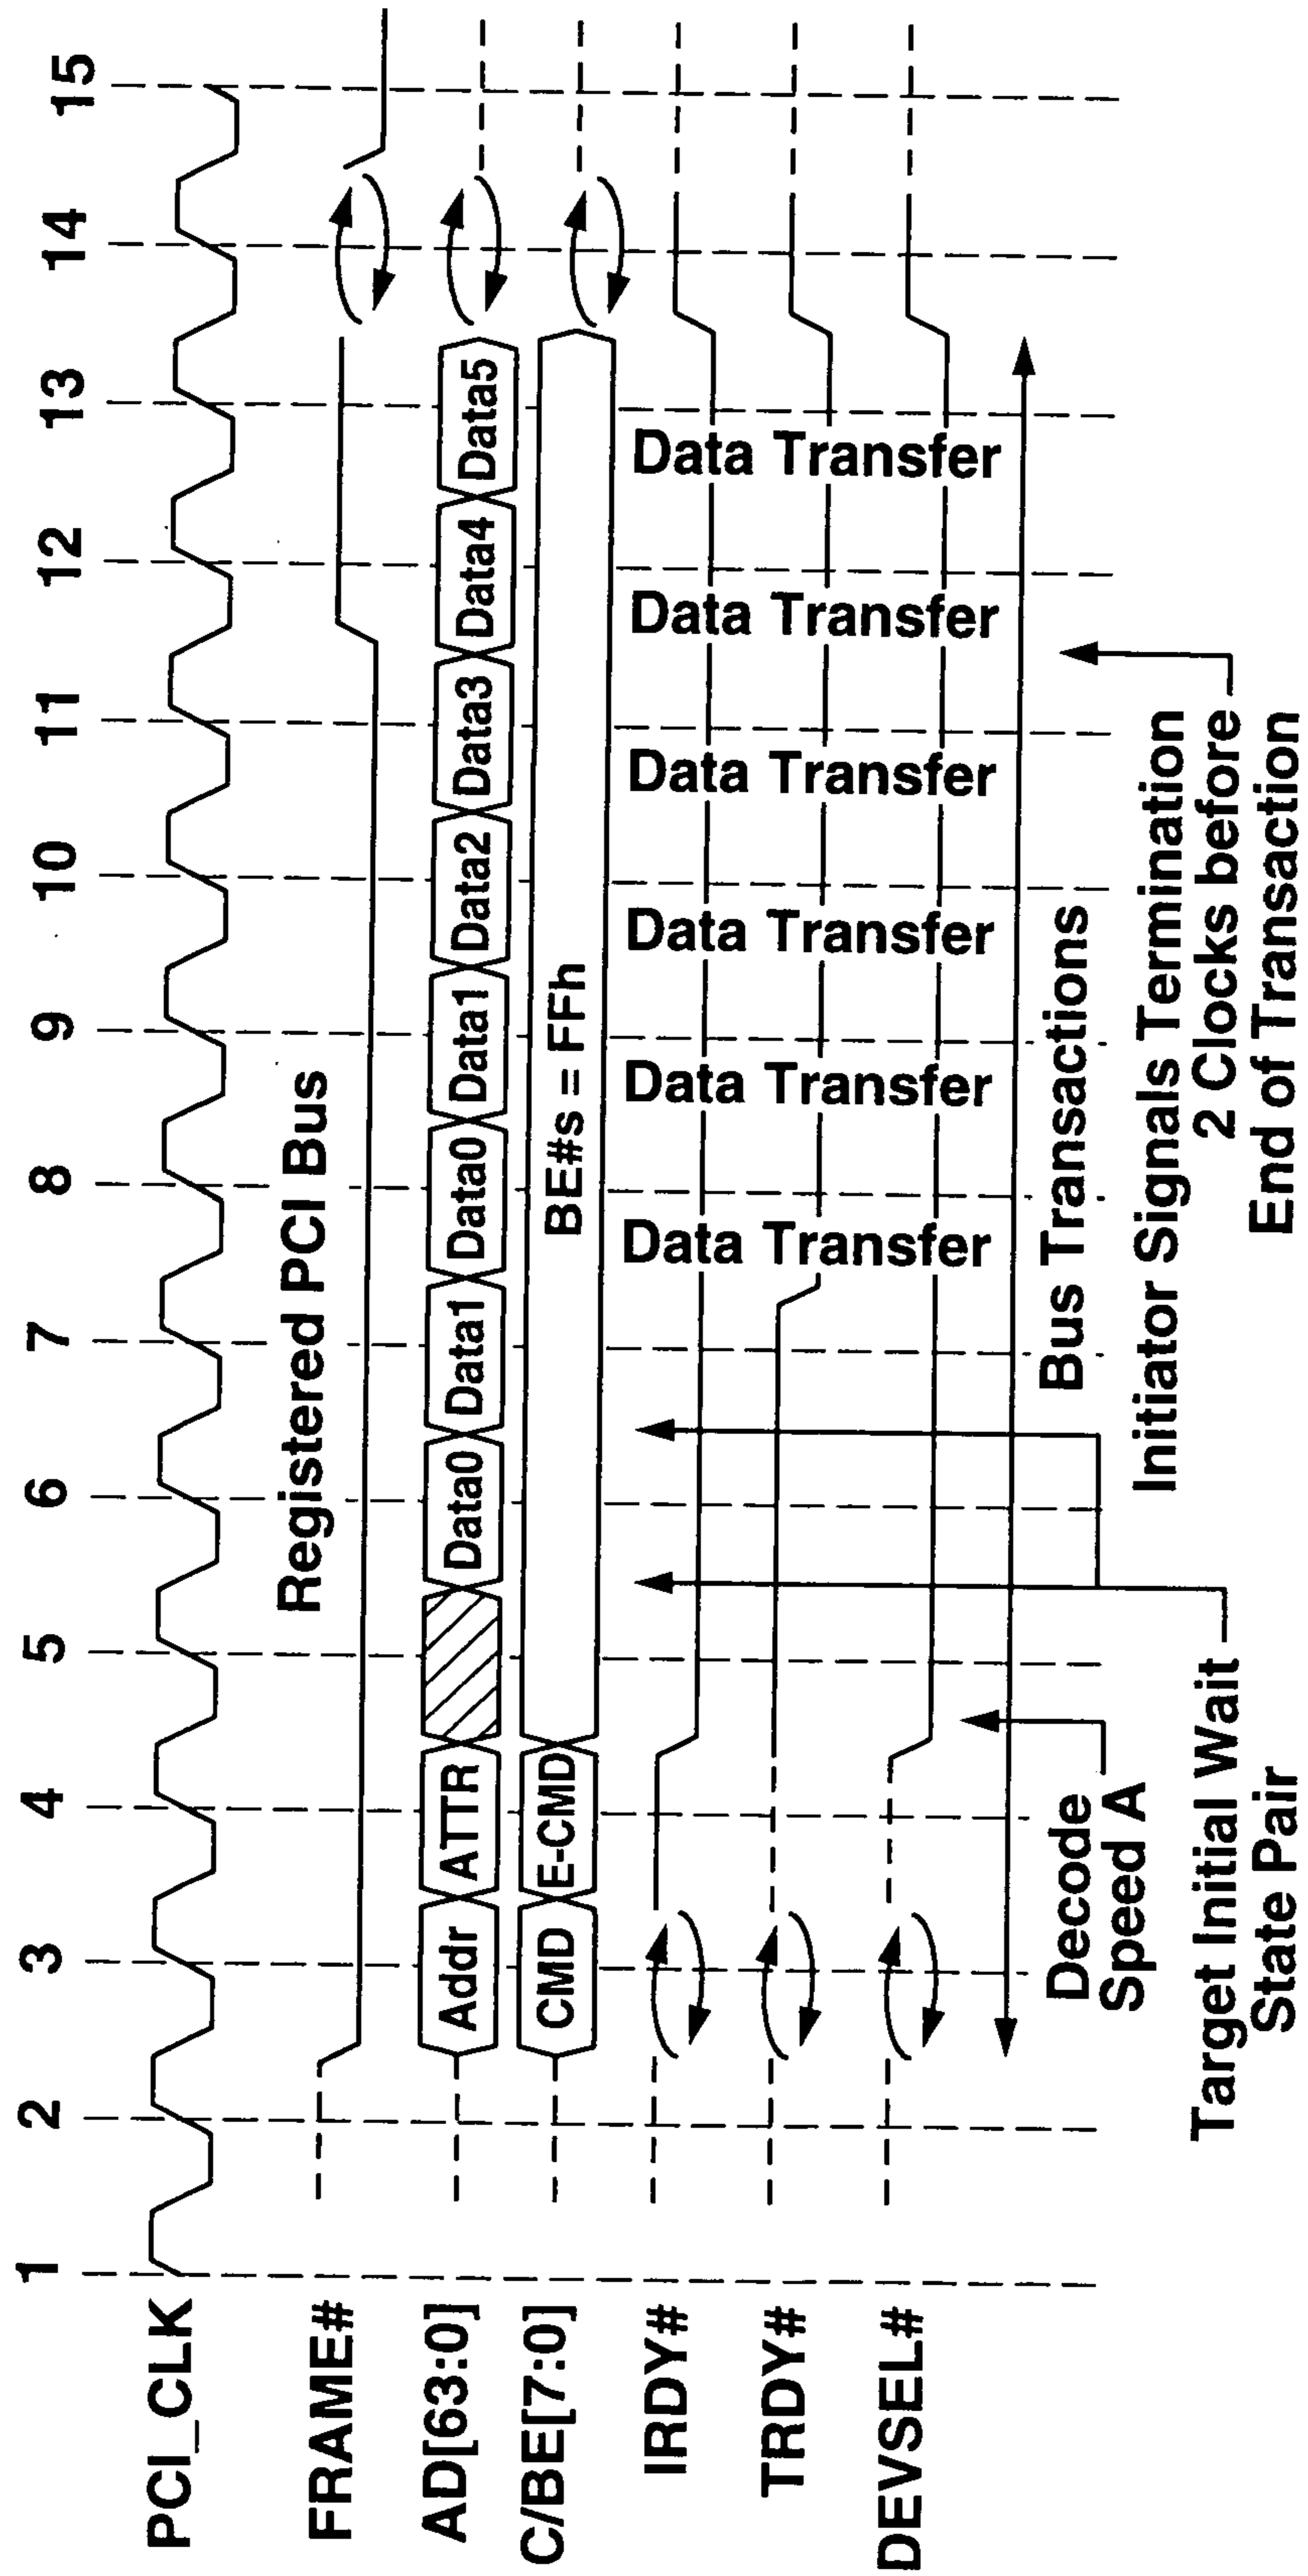 1 2 3 4 5 6 7 8 9 10 11 12 13 14 15
PCI_CLK
Registered PCI Bus
FRAME#
AD[63:0] Addr ATTR Data0 Data1 Data0 Data1 Data2 Data3 Data4 Data5
C/BE[7:0] CMD E-CMD BE#s = FFh
IRDY#
TRDY#
DEVSEL#
Data Transfer Data Transfer Data Transfer Data Transfer Data Transfer Data Transfer
Bus Transactions
Decode
Speed A
Target Initial Wait
State Pair
Initiator Signals Termination
2 Clocks before
End of Transaction